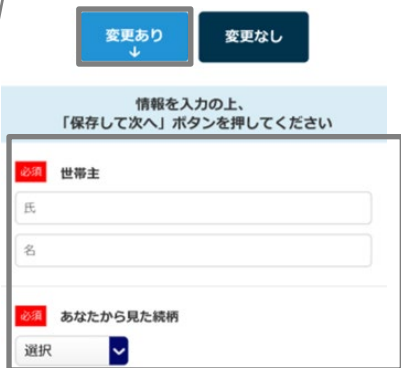 変更あり
↓
変更なし
情報を入力の上、
「保存して次へ」ボタンを押してください
必須 世帯主
氏
名
必須 あなたから見た続柄
選択